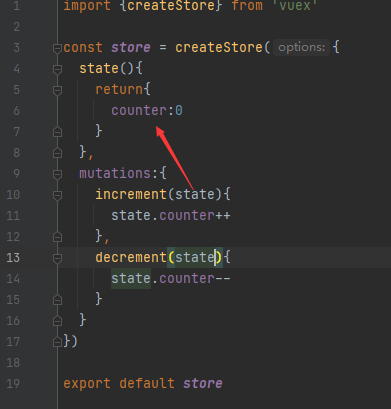 1 import {createStore} from 'vuex'
2
3 const store = createStore( options: {
4 state(){
5 return{
6 counter:0
7 }
8 },
9 mutations:{
10 increment(state){
11 state.counter++
12 },
13 decrement(state){
14 state.counter--
15 }
16 }
17 })
18
19 export default store